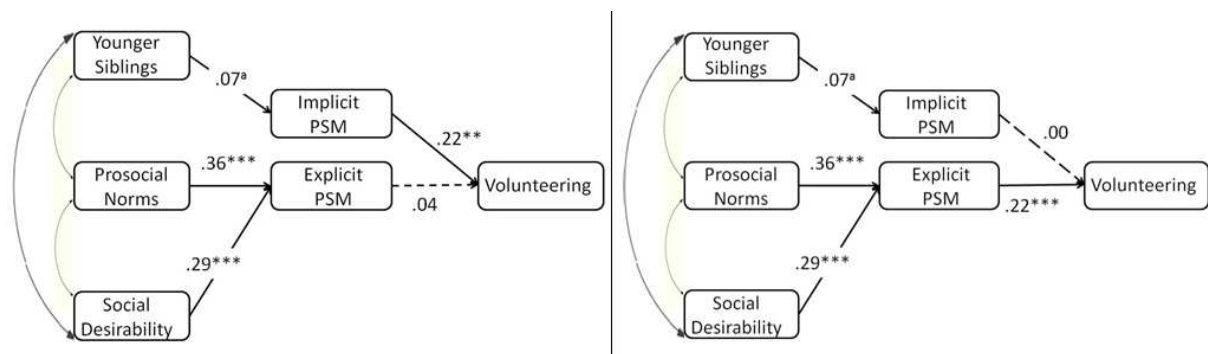 Younger
Siblings
.07ª
Implicit
PSM
.22**
.36***
Prosocial
Norms
Explicit
PSM
.04
Volunteering
.29***
Social
Desirability
Younger
Siblings
.07ª
Implicit
PSM
.00
.36***
Prosocial
Norms
Explicit
PSM
.22***
Volunteering
.29***
Social
Desirability